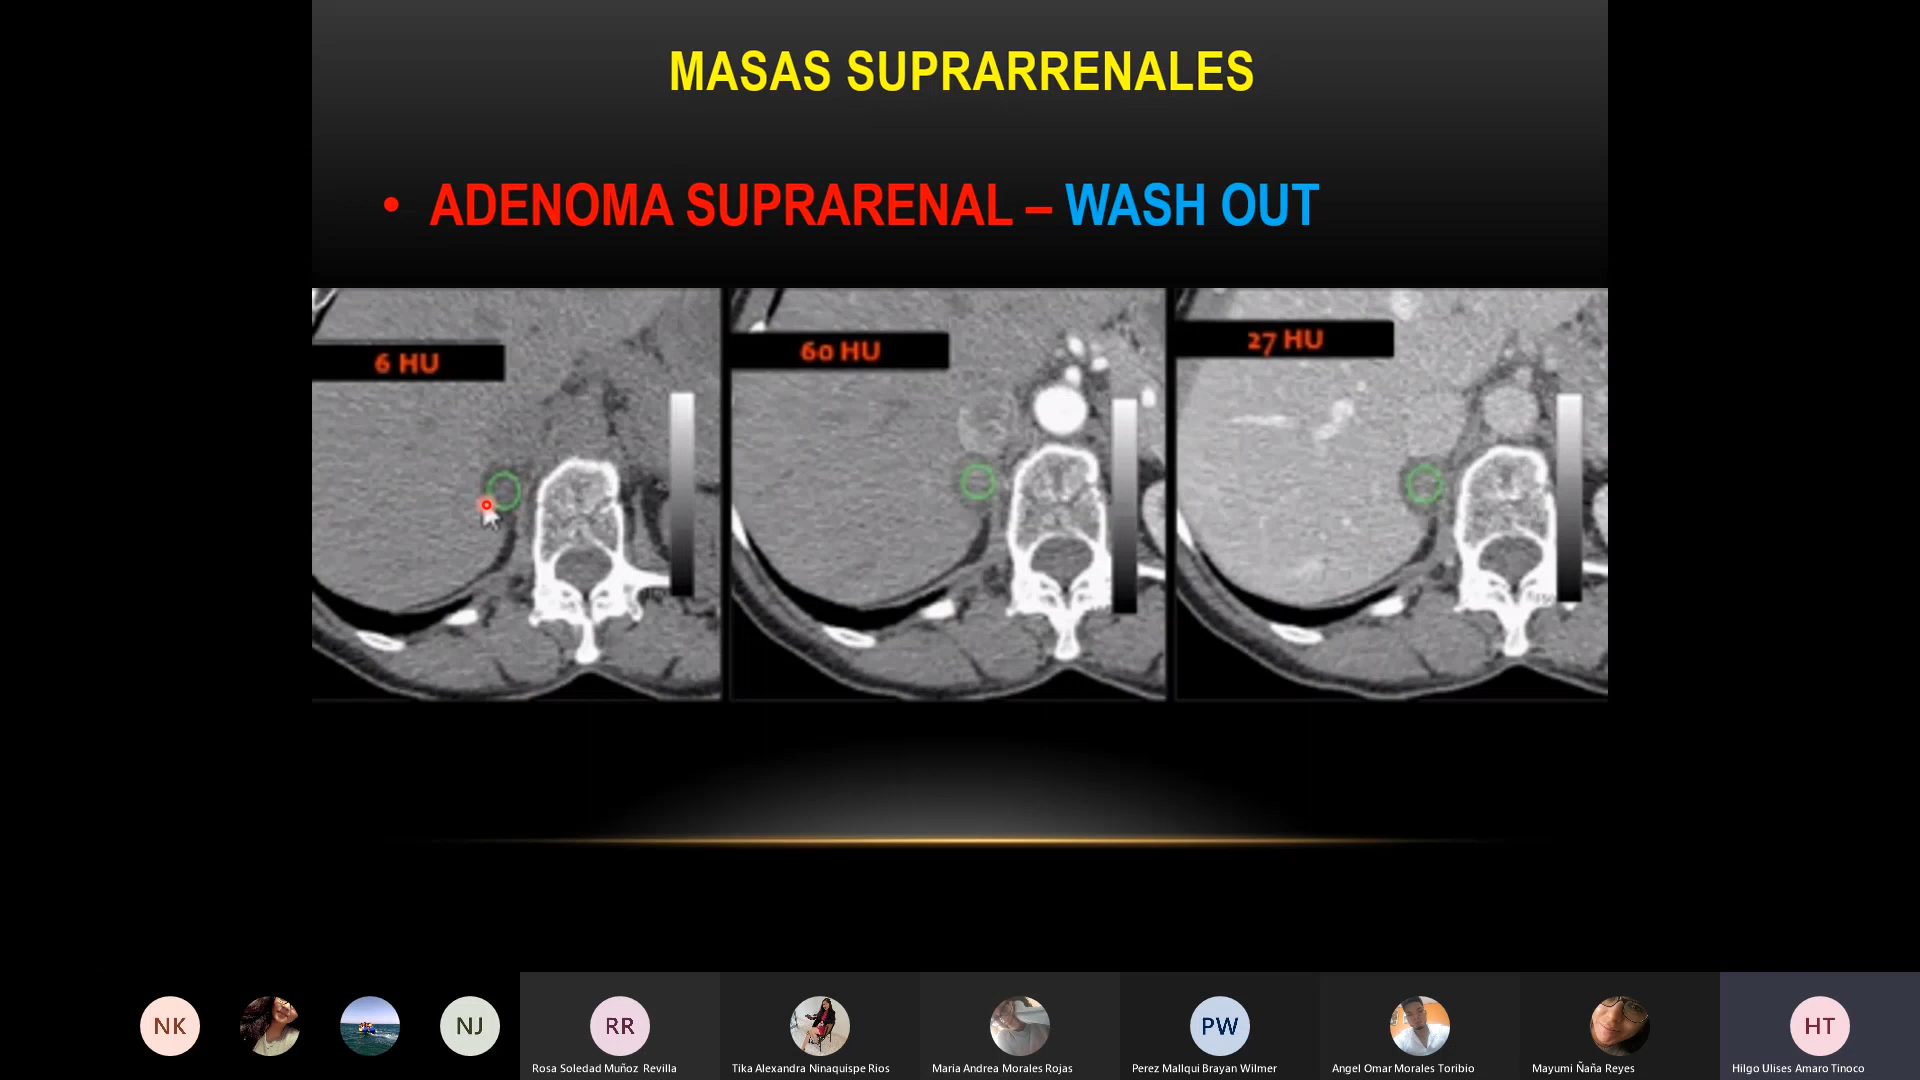 MASAS SUPRARRENALES
• ADENOMA SUPRARENAL – WASH OUT
6 HU
60 HU
27 HU
NK
NJ
RR
PW
HT
Rosa Soledad Muñoz Revilla
Tika Alexandra Ninaquispe Rios
Maria Andrea Morales Rojas
Perez Mallqui Brayan Wilmer
Angel Omar Morales Toribio
Mayumi Ñaña Reyes
Hilgo Ulises Amaro Tinoco